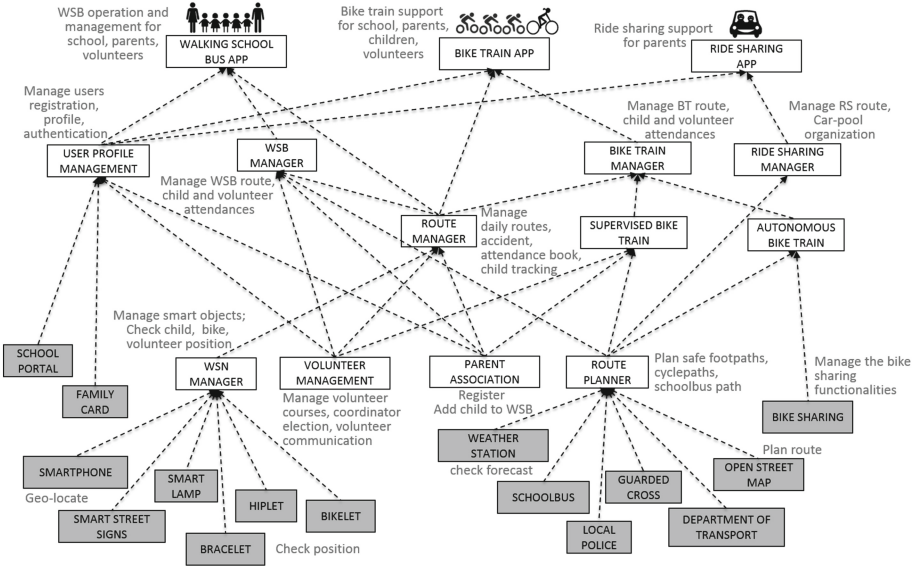 WSB operation and
management for
school, parents,
volunteers
WALKING SCHOOL
BUS APP
Bike train support
for school, parents,
children,
volunteers
BIKE TRAIN APP
Ride sharing support
for parents
RIDE SHARING
APP
Manage users
registration,
profile,
authentication
USER PROFILE
MANAGEMENT
WSB
MANAGER
Manage WSB route,
child and volunteer
attendances
Manage BT route,
child and volunteer
attendances
BIKE TRAIN
MANAGER
Manage RS route,
Car-pool
organization
RIDE SHARING
MANAGER
ROUTE
MANAGER
Manage
daily routes,
accident,
attendance book,
child tracking
SUPERVISED BIKE
TRAIN
AUTONOMOUS
BIKE TRAIN
Manage smart objects;
Check child, bike,
volunteer position
SCHOOL
PORTAL
FAMILY
CARD
WSN
MANAGER
VOLUNTEER
MANAGEMENT
Manage volunteer
courses, coordinator
election, volunteer
communication
PARENT
ASSOCIATION
Register
Add child to WSB
ROUTE
PLANNER
Plan safe footpaths,
cyclepaths,
schoolbus path
Manage the bike
sharing
functionalities
BIKE SHARING
SMARTPHONE
Geo-locate
SMART STREET
SIGNS
SMART
LAMP
BRACELET
HIPLET
BIKELET
Check position
WEATHER
STATION
check forecast
SCHOOLBUS
LOCAL
POLICE
GUARDED
CROSS
Plan route
OPEN STREET
MAP
DEPARTMENT OF
TRANSPORT